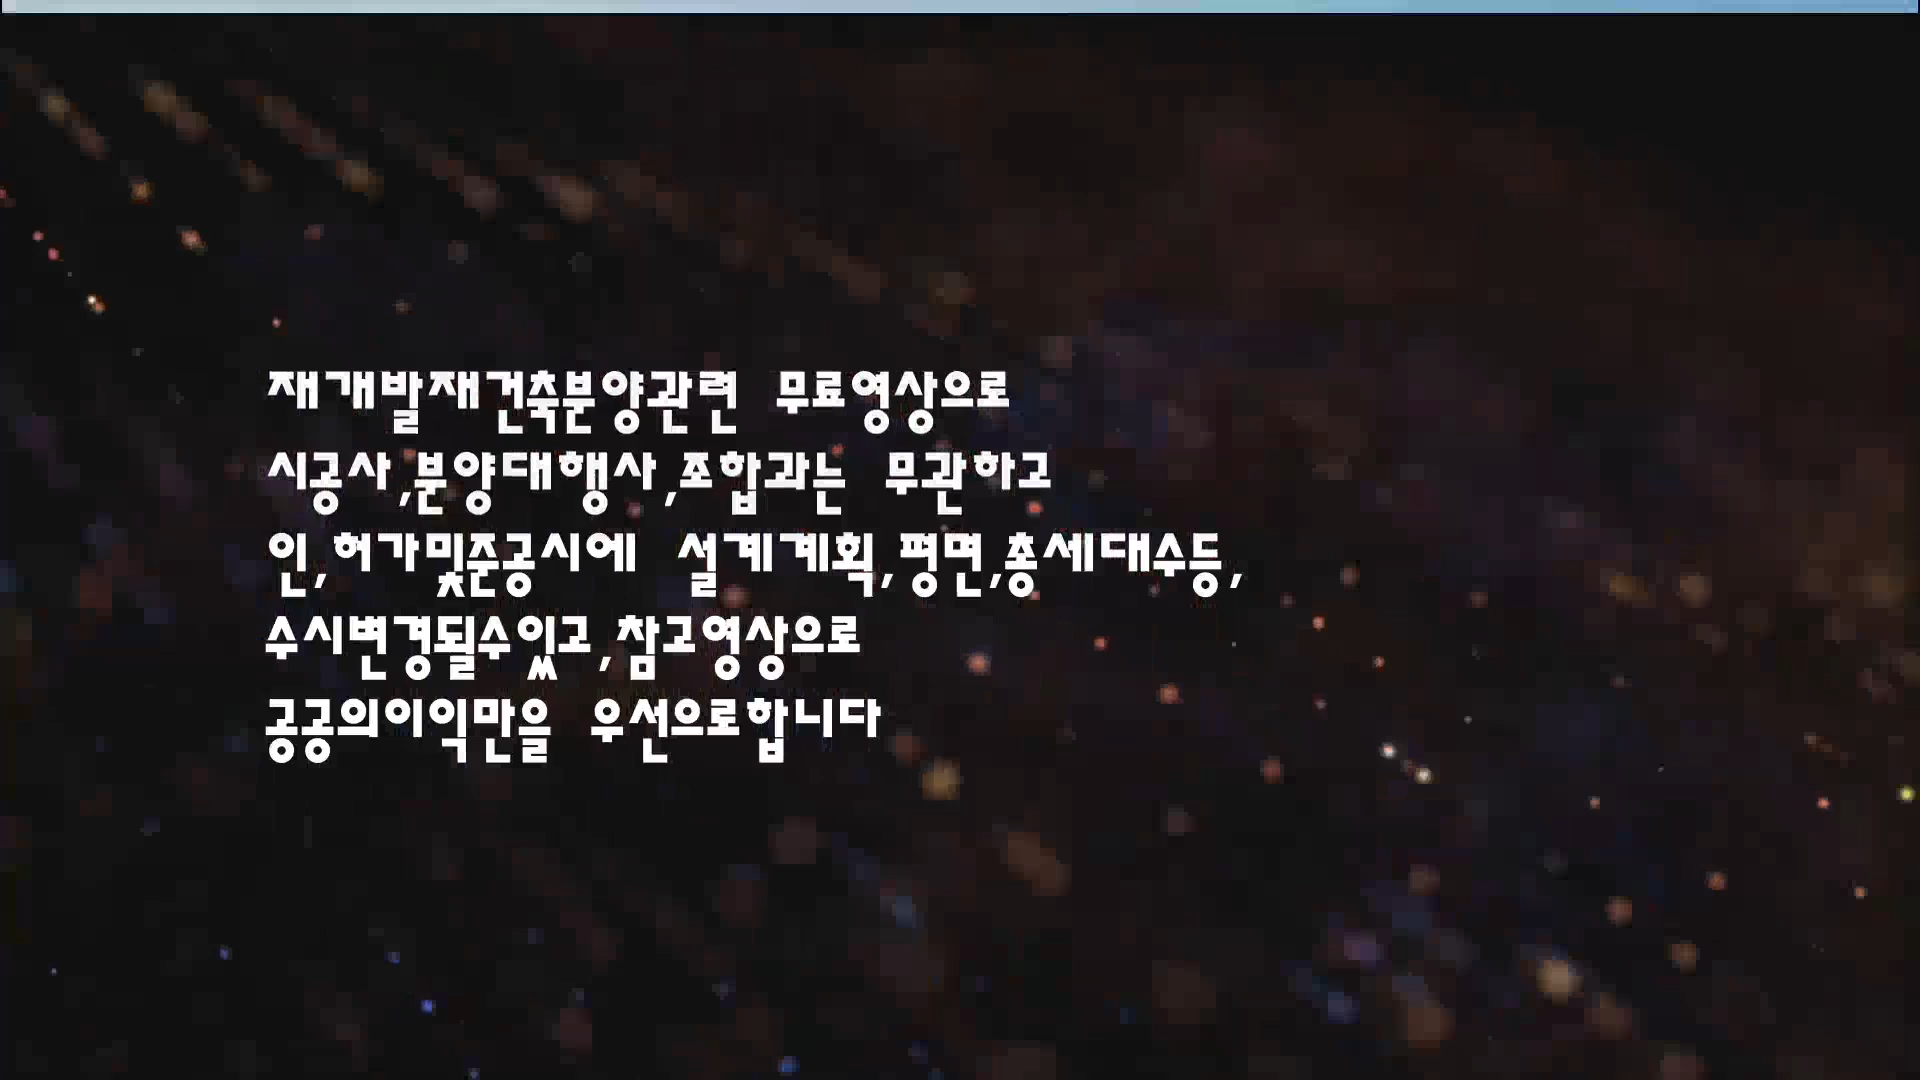 재개발재건축분양관련 무료영상으로
시공사,분양대행사,조합과는 무관하고
인,허가및준공시에 설계계획,평면,총세대수등,
수시변경될수있고,참고영상으로
공공의이익만을 우선으로합니다